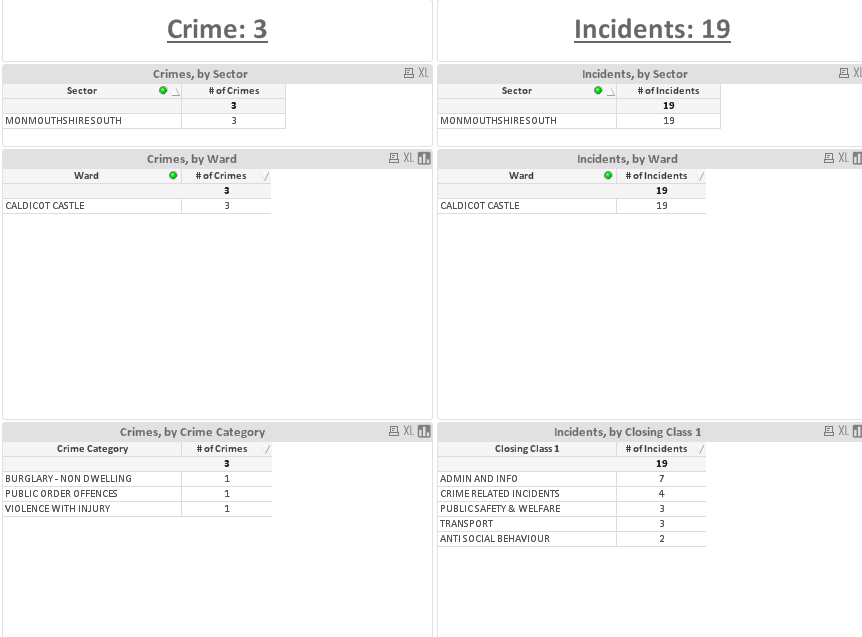 Crime: 3
Crimes, by Sector XL
Sector # of Crimes
3
MONMOUTHSHIRE SOUTH 3
Crimes, by Ward XL
Ward # of Crimes
3
CALDICOT CASTLE 3
Crimes, by Crime Category XL
Crime Category # of Crimes
3
BURGLARY - NON DWELLING 1
PUBLIC ORDER OFFENCES 1
VIOLENCE WITH INJURY 1
Incidents: 19
Incidents, by Sector XL
Sector # of Incidents
19
MONMOUTHSHIRE SOUTH 19
Incidents, by Ward XL
Ward # of Incidents
19
CALDICOT CASTLE 19
Incidents, by Closing Class 1 XL
Closing Class 1 # of Incidents
19
ADMIN AND INFO 7
CRIME RELATED INCIDENTS 4
PUBLIC SAFETY & WELFARE 3
TRANSPORT 3
ANTI SOCIAL BEHAVIOUR 2